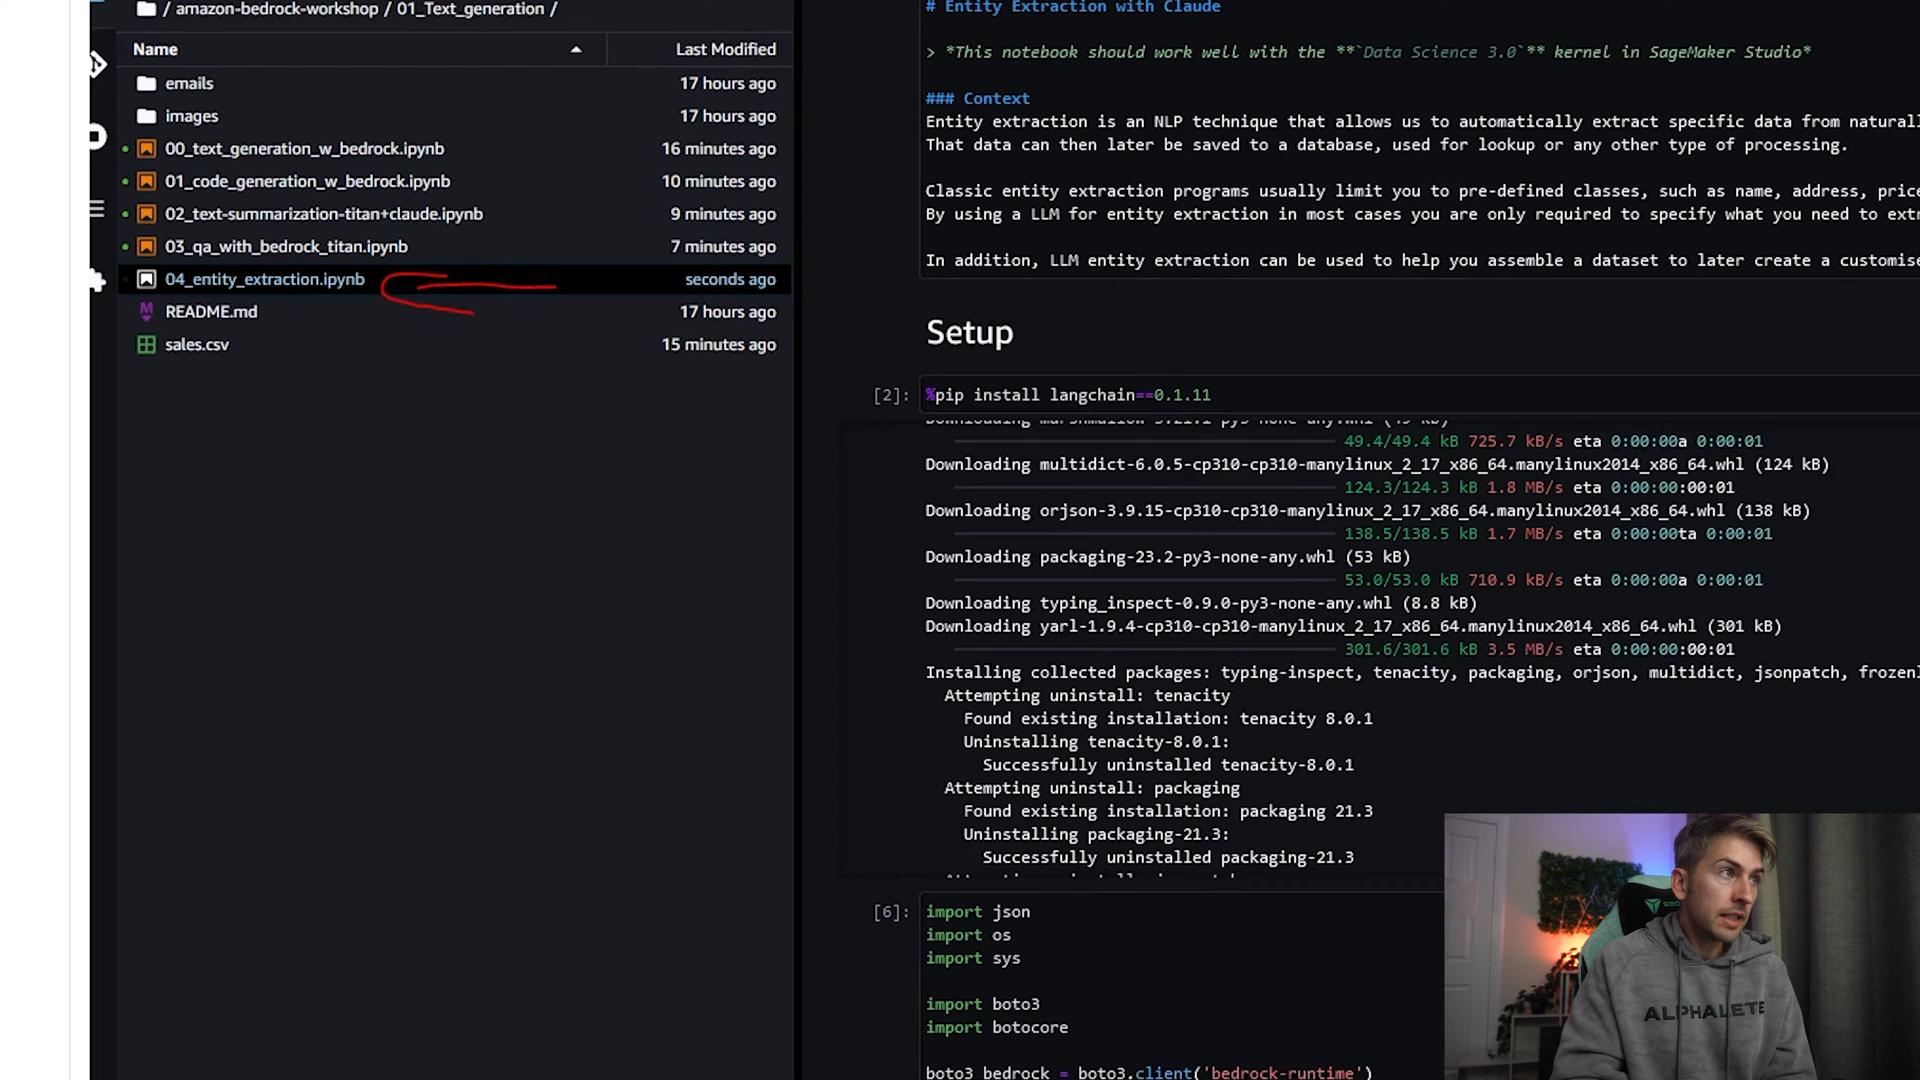 / amazon-bedrock-workshop / 01_Text_generation /
Name
Last Modified
emails
17 hours ago
images
17 hours ago
00_text_generation_w_bedrock.ipynb
16 minutes ago
01_code_generation_w_bedrock.ipynb
10 minutes ago
02_text-summarization-titan+claude.ipynb
9 minutes ago
03_qa_with_bedrock_titan.ipynb
7 minutes ago
04_entity_extraction.ipynb
seconds ago
README.md
17 hours ago
sales.csv
15 minutes ago
# Entity Extraction with Claude
> *This notebook should work well with the **`Data Science 3.0`** kernel in SageMaker Studio*
### Context
Entity extraction is an NLP technique that allows us to automatically extract specific data from naturall
That data can then later be saved to a database, used for lookup or any other type of processing.
Classic entity extraction programs usually limit you to pre-defined classes, such as name, address, price
By using a LLM for entity extraction in most cases you are only required to specify what you need to extr
In addition, LLM entity extraction can be used to help you assemble a dataset to later create a customise
Setup
[2]:
%pip install langchain==0.1.11
49.4/49.4 kB 725.7 kB/s eta 0:00:00a 0:00:01
Downloading multidict-6.0.5-cp310-cp310-manylinux_2_17_x86_64.manylinux2014_x86_64.whl (124 kB)
124.3/124.3 kB 1.8 MB/s eta 0:00:00:00:01
Downloading orjson-3.9.15-cp310-cp310-manylinux_2_17_x86_64.manylinux2014_x86_64.whl (138 kB)
138.5/138.5 kB 1.7 MB/s eta 0:00:00ta 0:00:01
Downloading packaging-23.2-py3-none-any.whl (53 kB)
53.0/53.0 kB 710.9 kB/s eta 0:00:00a 0:00:01
Downloading typing_inspect-0.9.0-py3-none-any.whl (8.8 kB)
Downloading yarl-1.9.4-cp310-cp310-manylinux_2_17_x86_64.manylinux2014_x86_64.whl (301 kB)
301.6/301.6 kB 3.5 MB/s eta 0:00:00:00:01
Installing collected packages: typing-inspect, tenacity, packaging, orjson, multidict, jsonpatch, frozenl
Attempting uninstall: tenacity
Found existing installation: tenacity 8.0.1
Uninstalling tenacity-8.0.1:
Successfully uninstalled tenacity-8.0.1
Attempting uninstall: packaging
Found existing installation: packaging 21.3
Uninstalling packaging-21.3:
Successfully uninstalled packaging-21.3
[6]:
import json
import os
import sys
import boto3
import botocore
boto3_bedrock = boto3.client('bedrock-runtime')
ALPHALETE